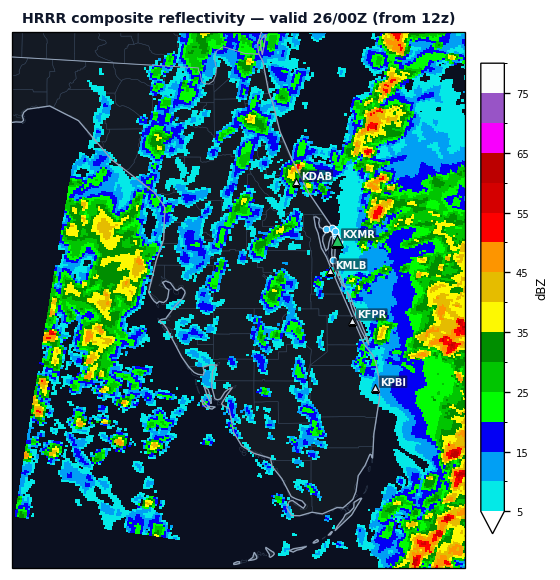 HRRR composite reflectivity — valid 26/00Z (from 12z)
75
65
55
45
35
25
15
5
dBZ
KDAB
KXMR
KMLB
KFPR
KPBI